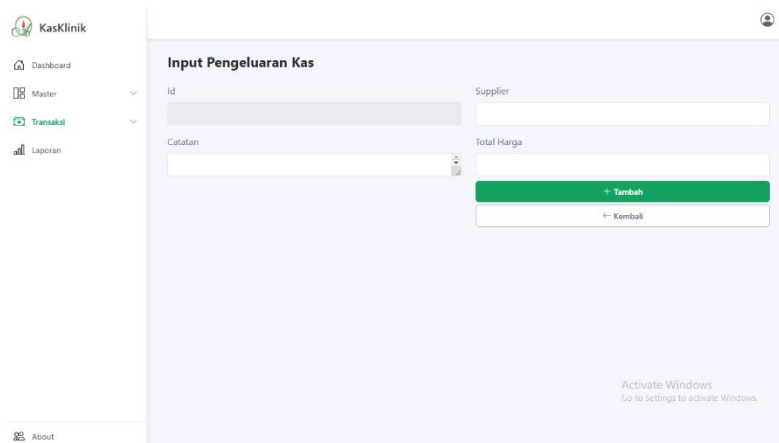 KasKlinik
Dashboard
Master
Transaksi
Laporan
About
Input Pengeluaran Kas
Id
Supplier
Catatan
Total Harga
+ Tambah
← Kembali
Activate Windows
Go to Settings to activate Windows.